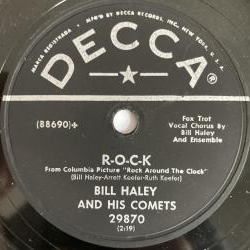 MARCA REGISTRADA
MF'D BY DECCA RECORDS, INC., NEW YORK, U.S.A.
DECCA
(88690)+
Fox Trot
Vocal Chorus By
Bill Haley
And Ensemble
R-O-C-K
From Columbia Picture "Rock Around The Clock"
(Bill Haley-Arrett Keefer-Ruth Keefer)
BILL HALEY
AND HIS COMETS
29870
(2:19)